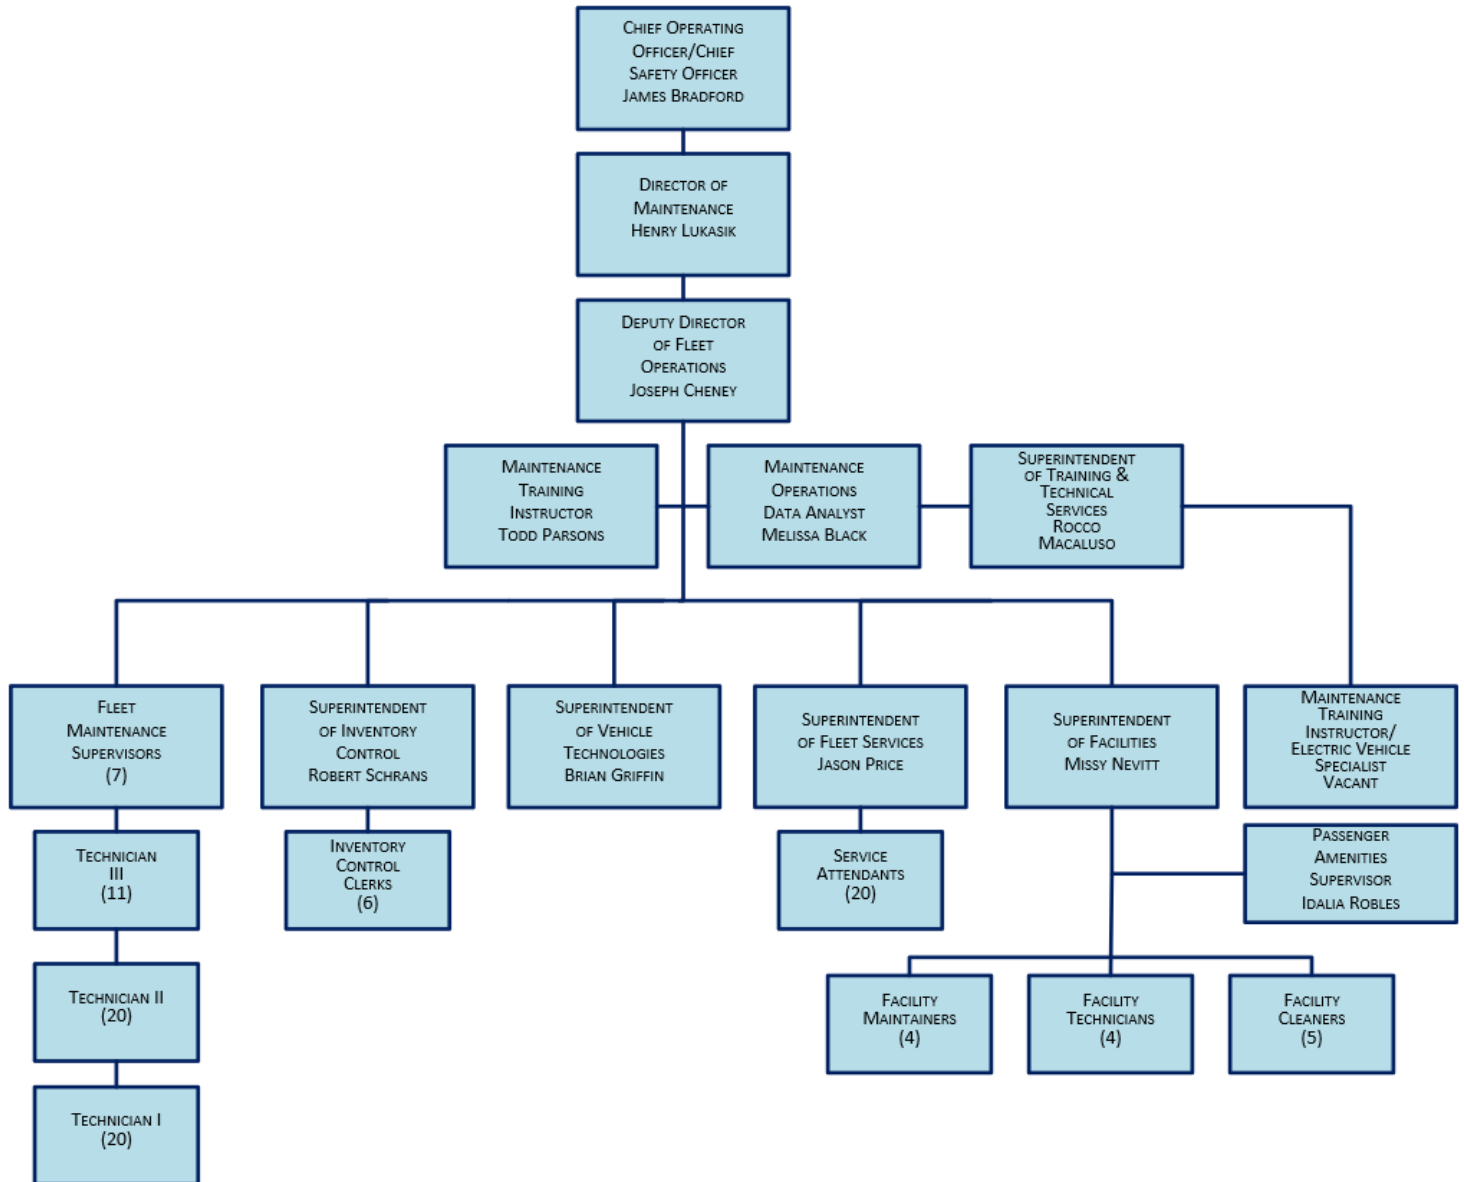 CHIEF OPERATING
OFFICER/CHIEF
SAFETY OFFICER
JAMES BRADFORD
DIRECTOR OF
MAINTENANCE
HENRY LUKASIK
DEPUTY DIRECTOR
OF FLEET
OPERATIONS
JOSEPH CHENEY
MAINTENANCE
TRAINING
INSTRUCTOR
TODD PARSONS
MAINTENANCE
OPERATIONS
DATA ANALYST
MELISSA BLACK
SUPERINTENDENT
OF TRAINING &
TECHNICAL
SERVICES
ROCCO
MACALUSO
FLEET
MAINTENANCE
SUPERVISORS
(7)
SUPERINTENDENT
OF INVENTORY
CONTROL
ROBERT SCHRANS
SUPERINTENDENT
OF VEHICLE
TECHNOLOGIES
BRIAN GRIFFIN
SUPERINTENDENT
OF FLEET SERVICES
JASON PRICE
SUPERINTENDENT
OF FACILITIES
MISSY NEVITT
MAINTENANCE
TRAINING
INSTRUCTOR/
ELECTRIC VEHICLE
SPECIALIST
VACANT
TECHNICIAN
III
(11)
INVENTORY
CONTROL
CLERKS
(6)
SERVICE
ATTENDANTS
(20)
PASSENGER
AMENITIES
SUPERVISOR
IDALIA ROBLES
TECHNICIAN II
(20)
FACILITY
MAINTAINERS
(4)
FACILITY
TECHNICIANS
(4)
FACILITY
CLEANERS
(5)
TECHNICIAN I
(20)